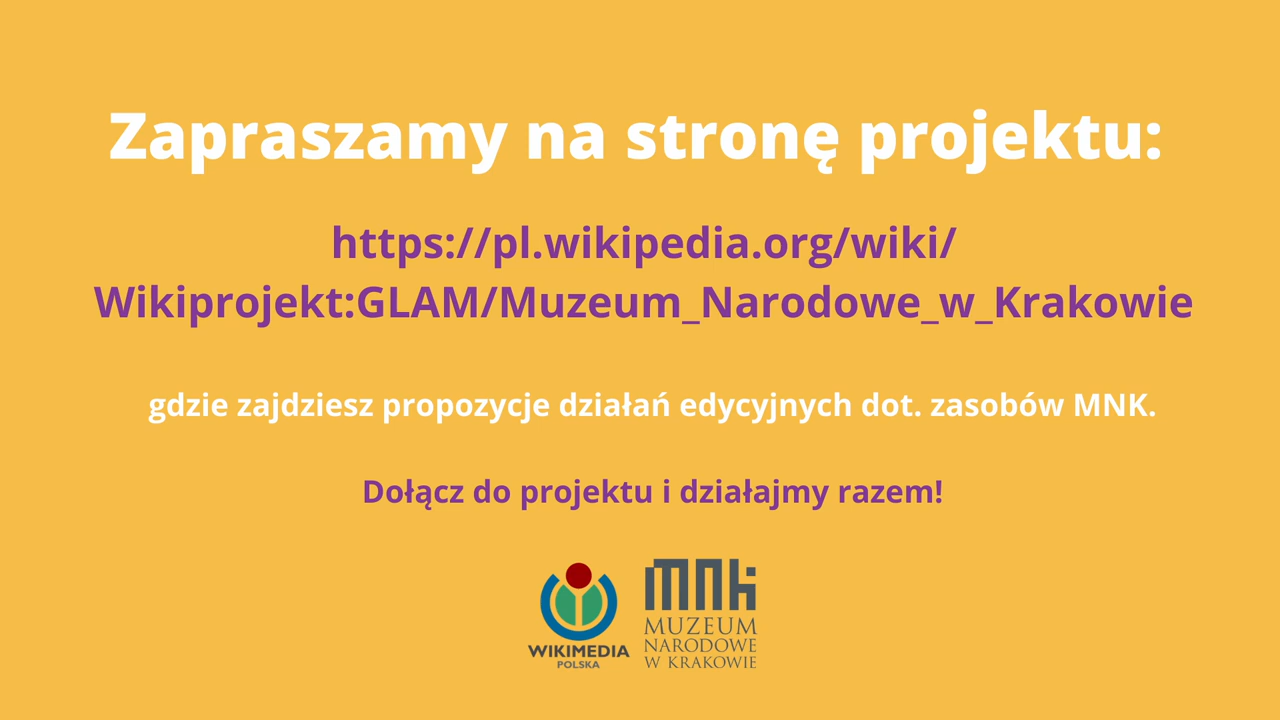 Zapraszamy na stronę projektu:
https://pl.wikipedia.org/wiki/
Wikiprojekt:GLAM/Muzeum_Narodowe_w_Krakowie
gdzie zajdziesz propozycje działań edycyjnych dot. zasobów MNK.
Dołącz do projektu i działajmy razem!
WIKIMEDIA
POLSKA
mnk
MUZEUM
NARODOWE
W KRAKOWIE